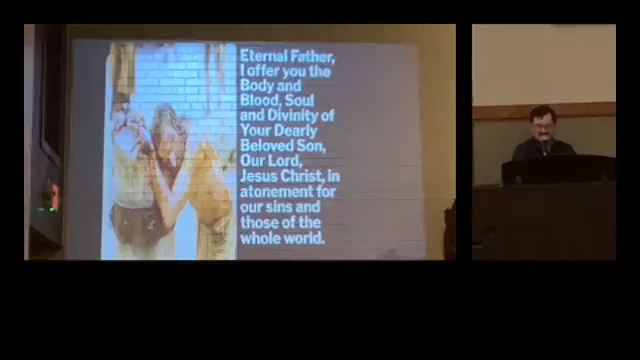 Eternal Father,
I offer you the
Body and
Blood, Soul
and Divinity of
Your Dearly
Beloved Son,
Our Lord,
Jesus Christ, in
atonement for
our sins and
those of the
whole world.